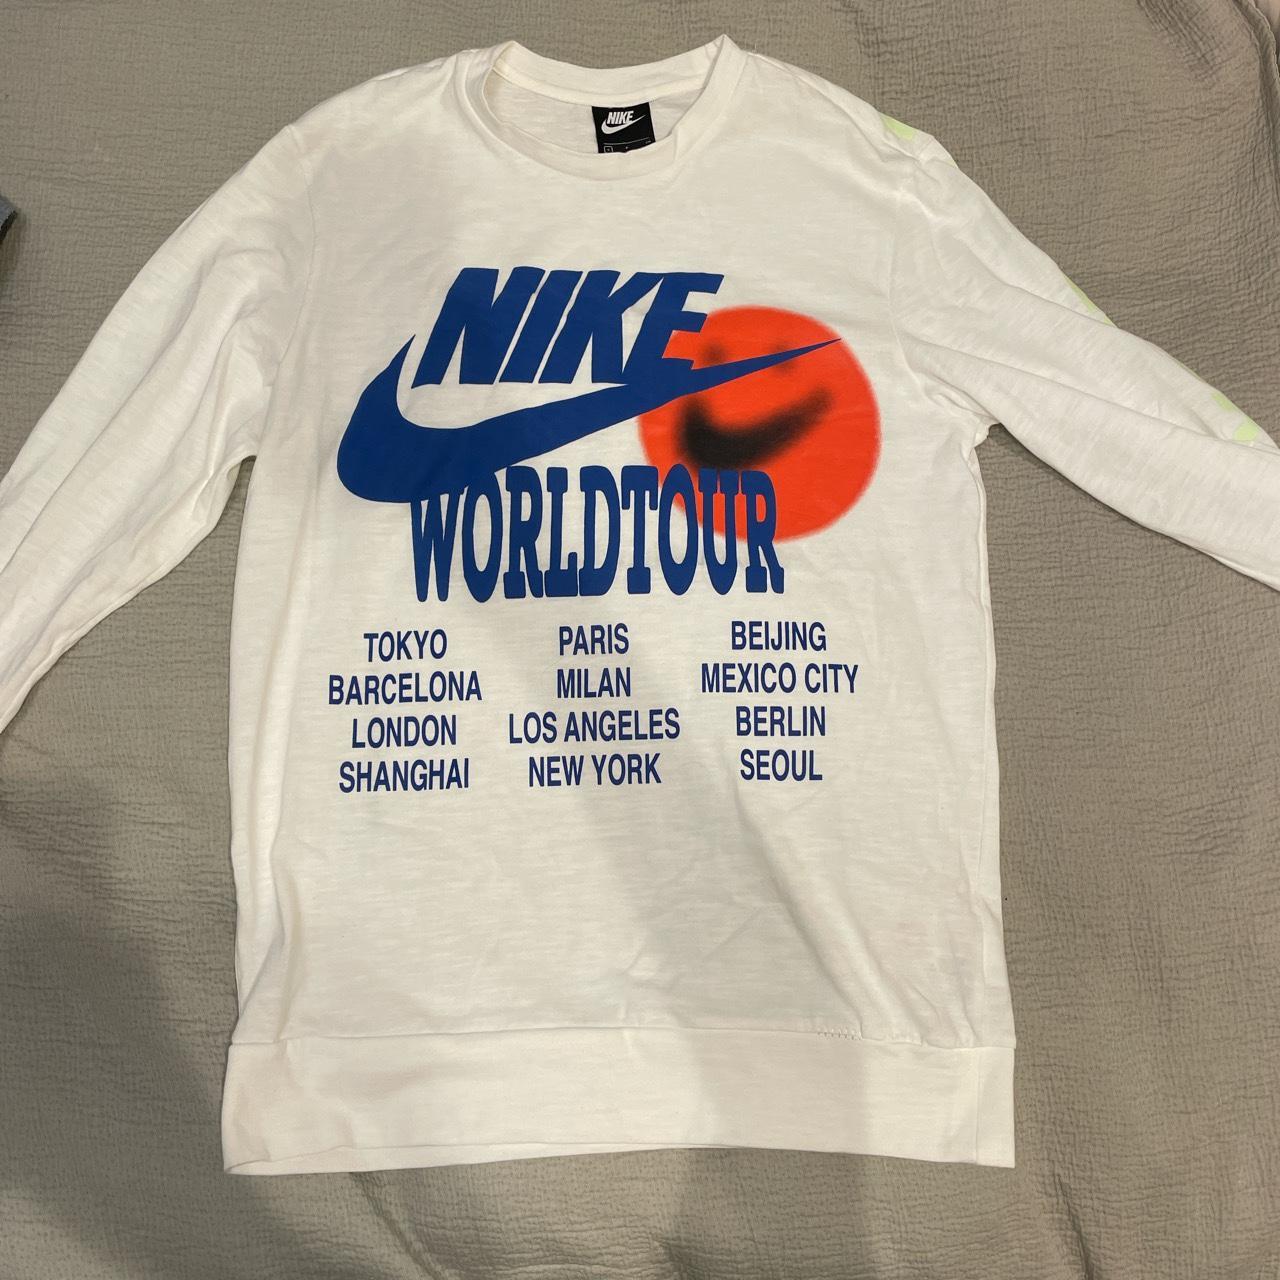 NIKE
NIKE
WORLDTOUR
TOKYO PARIS BEIJING
BARCELONA MILAN MEXICO CITY
LONDON LOS ANGELES BERLIN
SHANGHAI NEW YORK SEOUL